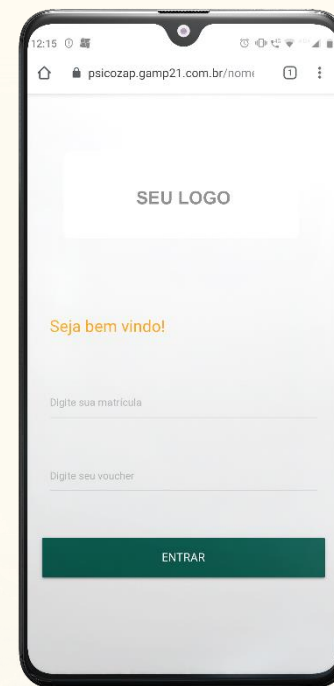 12:15
psicozap.gamp21.com.br/nome
1
SEU LOGO
Seja bem vindo!
Digite sua matrícula
Digite seu voucher
ENTRAR